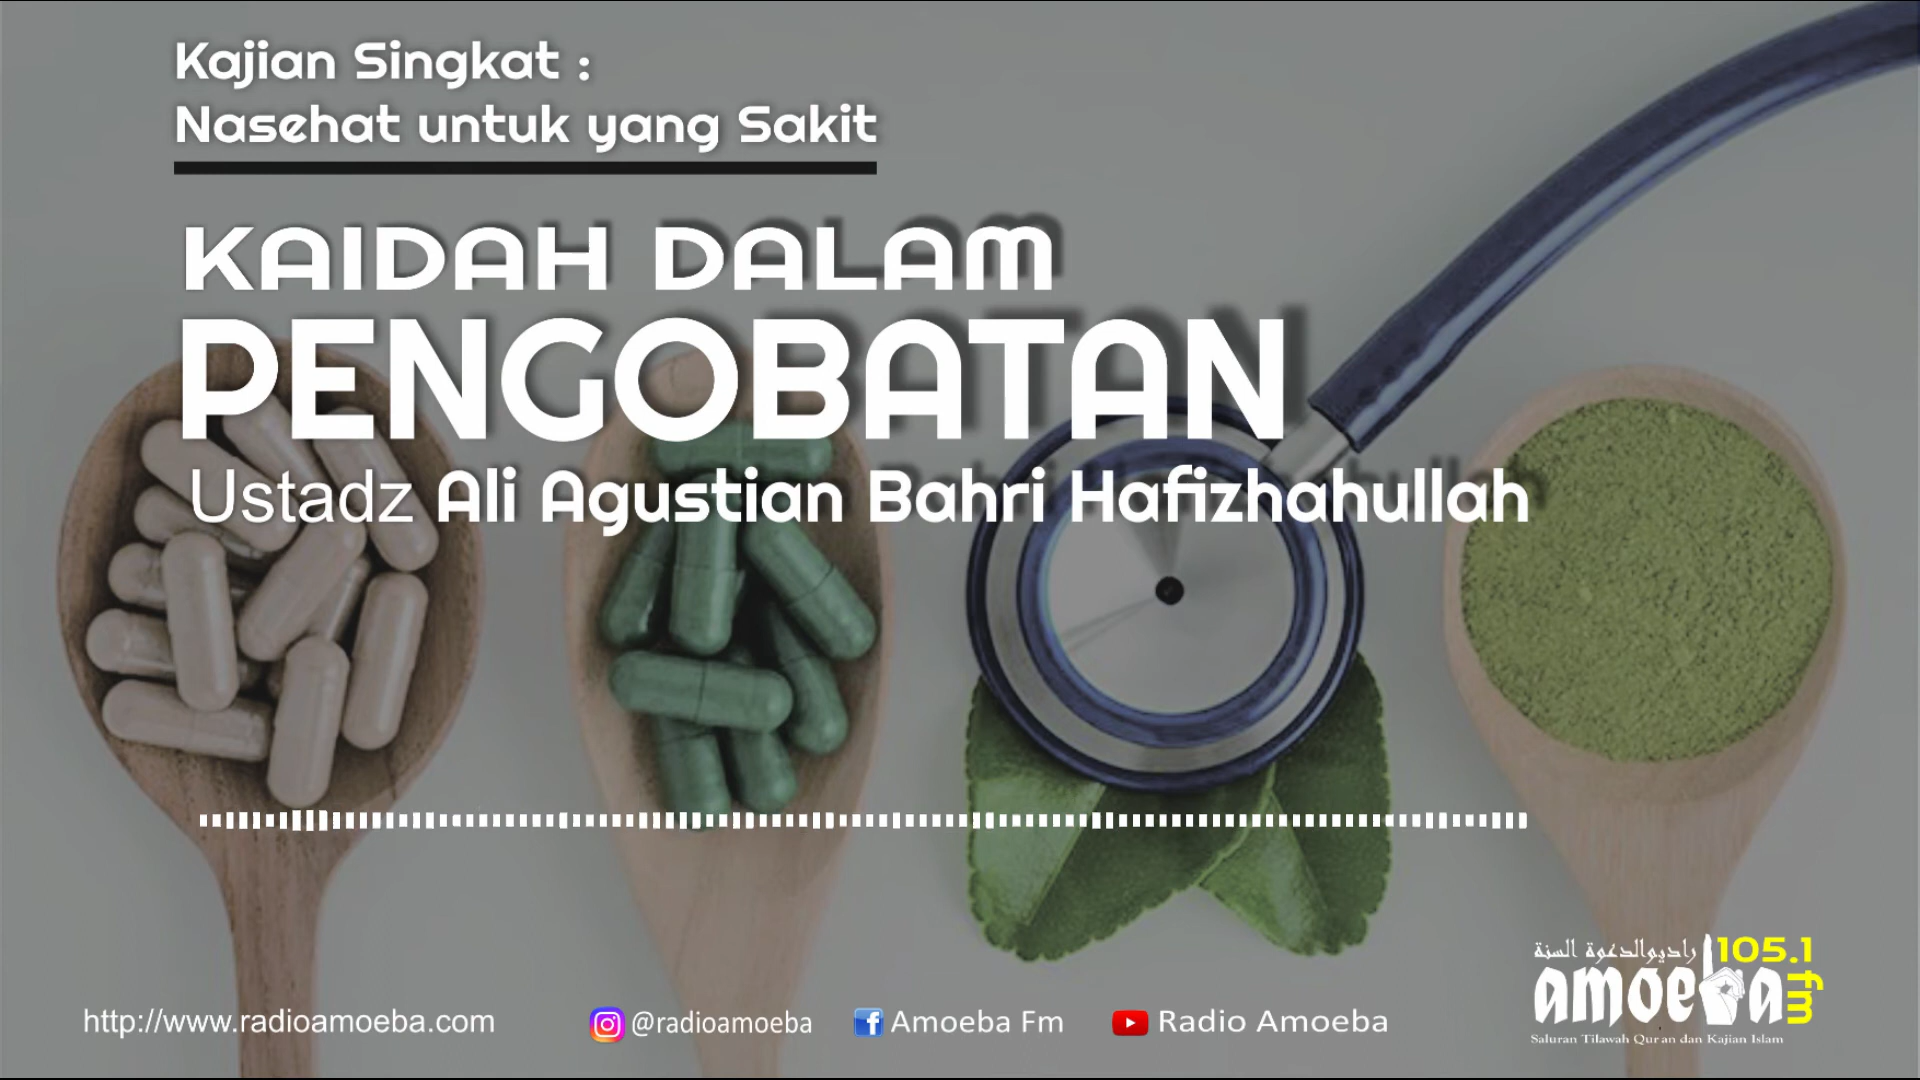 Kajian Singkat :
Nasehat untuk yang Sakit
KAIDAH DALAM
PENGOBATAN
Ustadz Ali Agustian Bahri Hafizhahullah
راديو الدعوة السنة
105.1
amoeba fm
Saluran Tilawah Qur'an dan Kajian Islam
http://www.radioamoeba.com
@radioamoeba
Amoeba Fm
Radio Amoeba